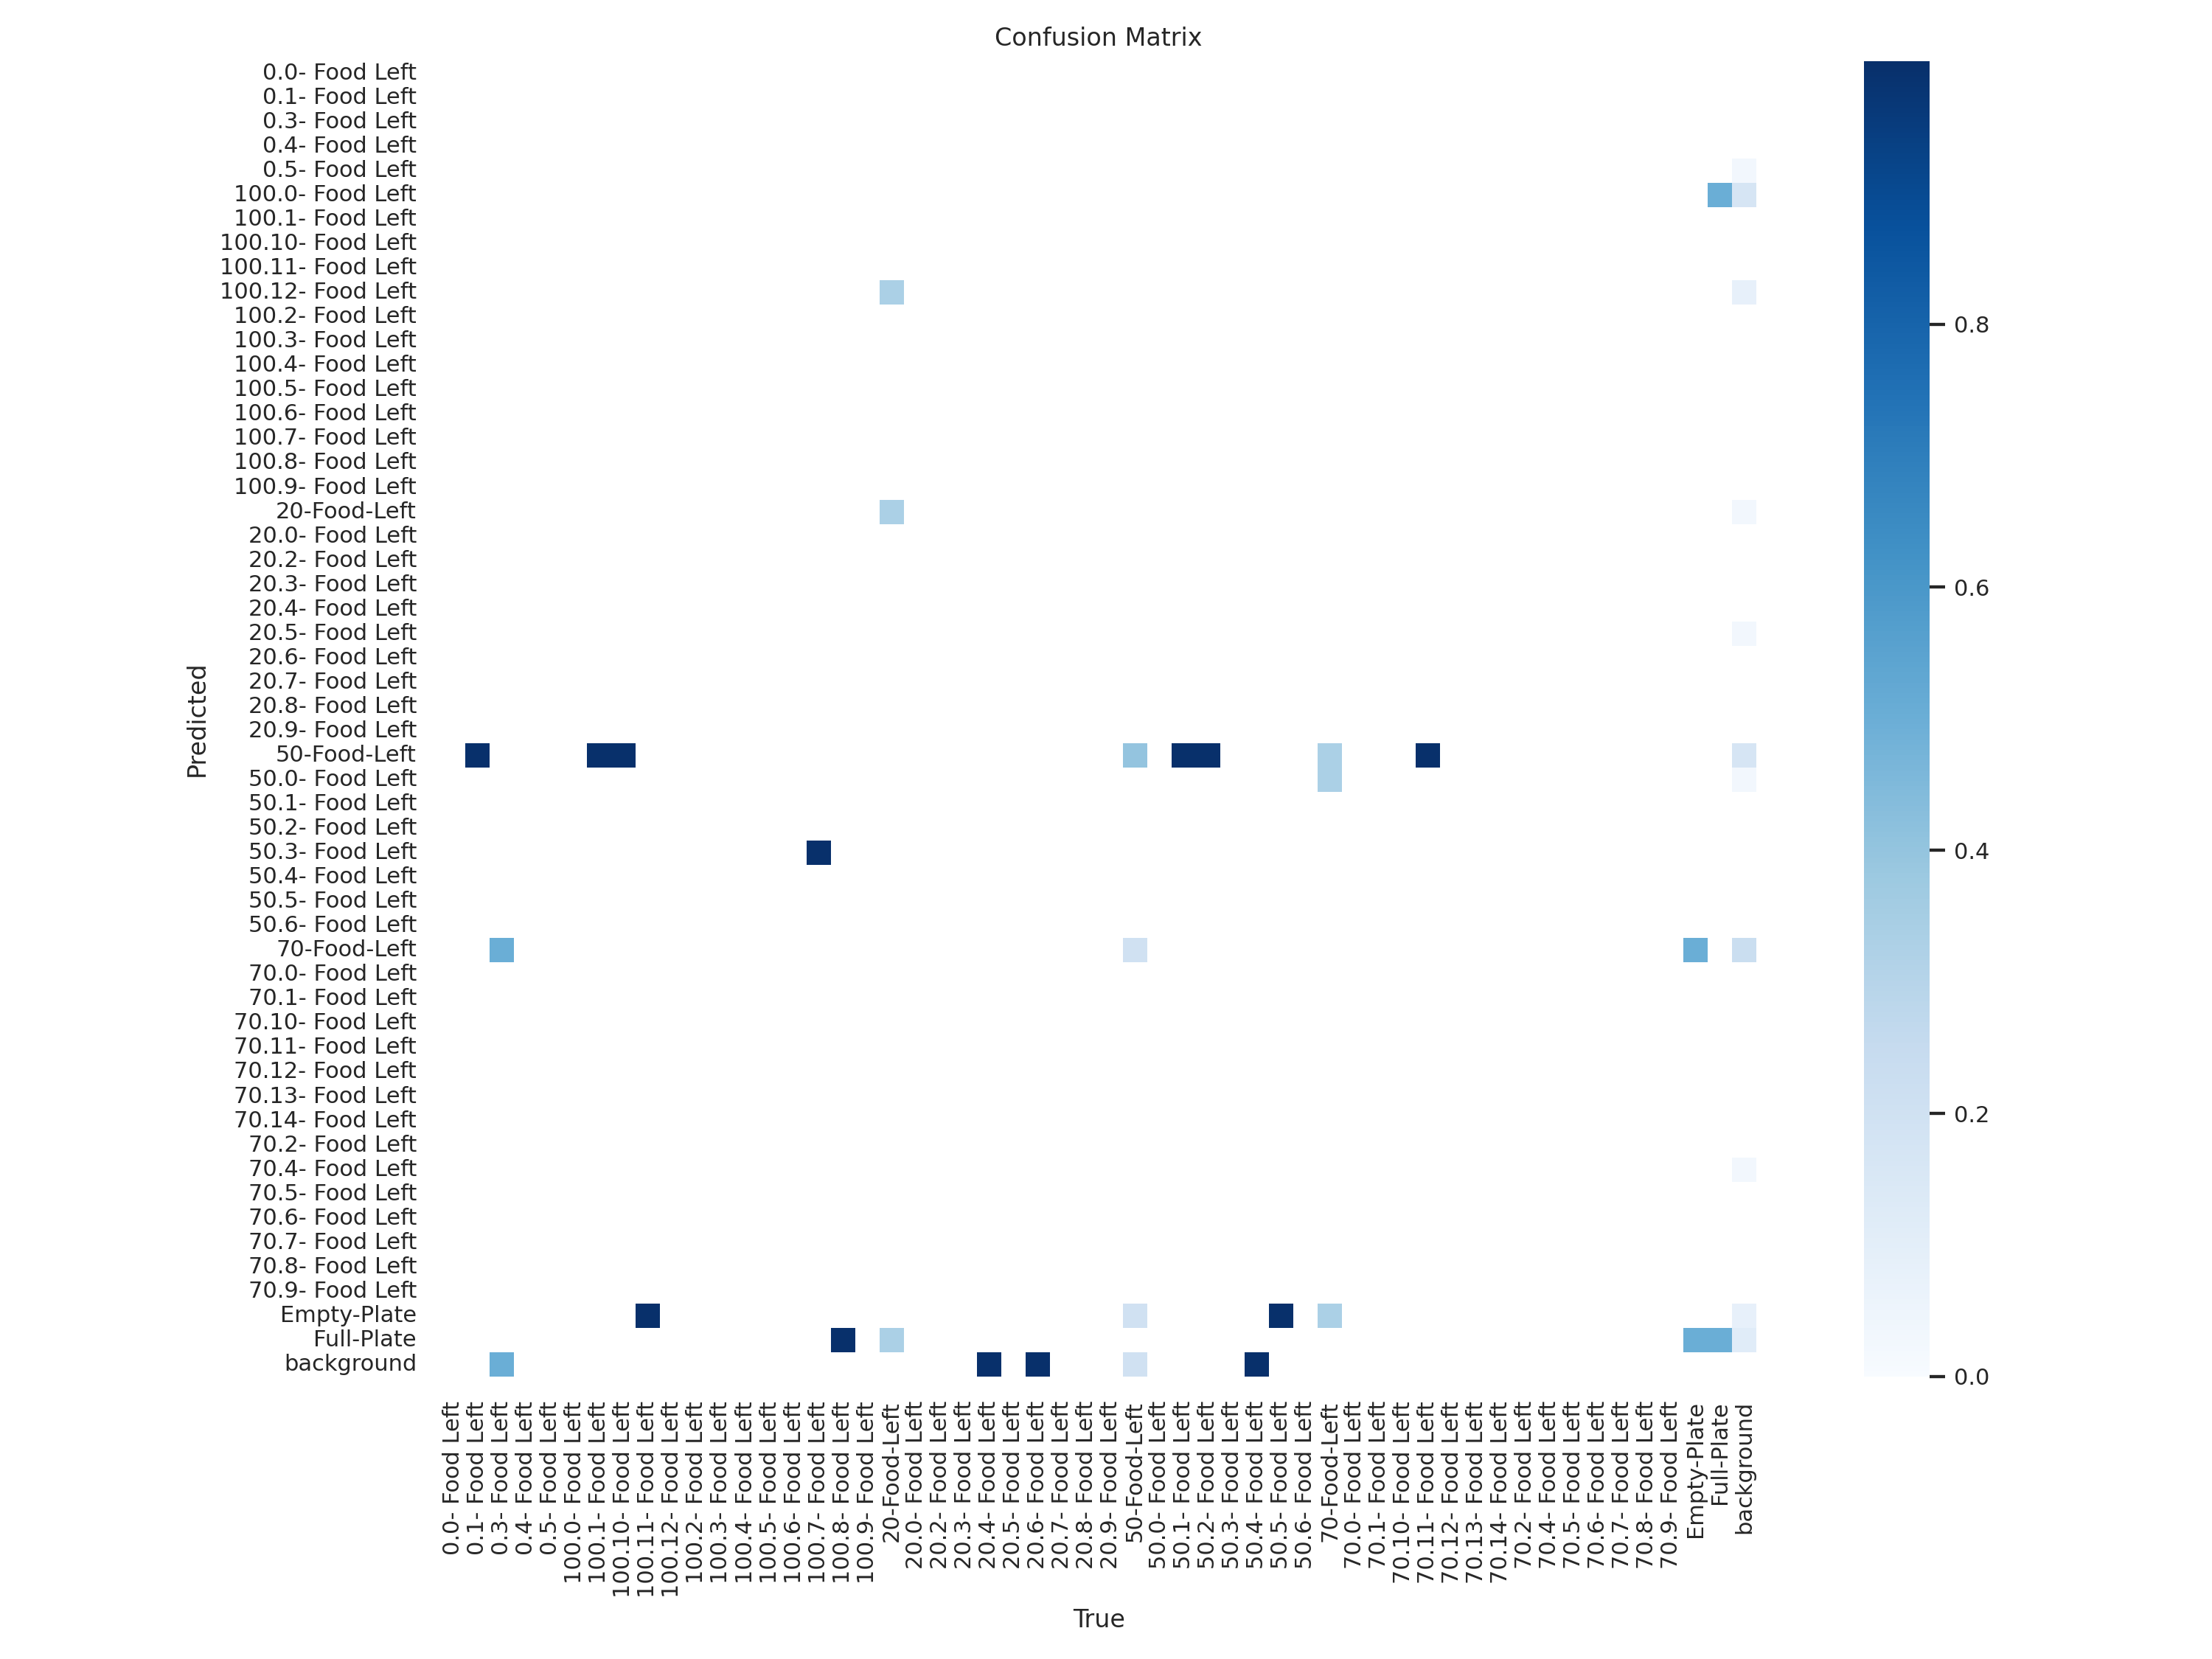 Confusion Matrix
Predicted
0.0- Food Left
0.1- Food Left
0.3- Food Left
0.4- Food Left
0.5- Food Left
100.0- Food Left
100.1- Food Left
100.10- Food Left
100.11- Food Left
100.12- Food Left
100.2- Food Left
100.3- Food Left
100.4- Food Left
100.5- Food Left
100.6- Food Left
100.7- Food Left
100.8- Food Left
100.9- Food Left
20-Food-Left
20.0- Food Left
20.2- Food Left
20.3- Food Left
20.4- Food Left
20.5- Food Left
20.6- Food Left
20.7- Food Left
20.8- Food Left
20.9- Food Left
50-Food-Left
50.0- Food Left
50.1- Food Left
50.2- Food Left
50.3- Food Left
50.4- Food Left
50.5- Food Left
50.6- Food Left
70-Food-Left
70.0- Food Left
70.1- Food Left
70.10- Food Left
70.11- Food Left
70.12- Food Left
70.13- Food Left
70.14- Food Left
70.2- Food Left
70.4- Food Left
70.5- Food Left
70.6- Food Left
70.7- Food Left
70.8- Food Left
70.9- Food Left
Empty-Plate
Full-Plate
background
0.8
0.6
0.4
0.2
0.0
0.0- Food Left
0.1- Food Left
0.3- Food Left
0.4- Food Left
0.5- Food Left
100.0- Food Left
100.1- Food Left
100.10- Food Left
100.11- Food Left
100.12- Food Left
100.2- Food Left
100.3- Food Left
100.4- Food Left
100.5- Food Left
100.6- Food Left
100.7- Food Left
100.8- Food Left
100.9- Food Left
20-Food-Left
20.0- Food Left
20.2- Food Left
20.3- Food Left
20.4- Food Left
20.5- Food Left
20.6- Food Left
20.7- Food Left
20.8- Food Left
20.9- Food Left
50-Food-Left
50.0- Food Left
50.1- Food Left
50.2- Food Left
50.3- Food Left
50.4- Food Left
50.5- Food Left
50.6- Food Left
70-Food-Left
70.0- Food Left
70.1- Food Left
70.10- Food Left
70.11- Food Left
70.12- Food Left
70.13- Food Left
70.14- Food Left
70.2- Food Left
70.4- Food Left
70.5- Food Left
70.6- Food Left
70.7- Food Left
70.8- Food Left
70.9- Food Left
Empty-Plate
Full-Plate
background
True